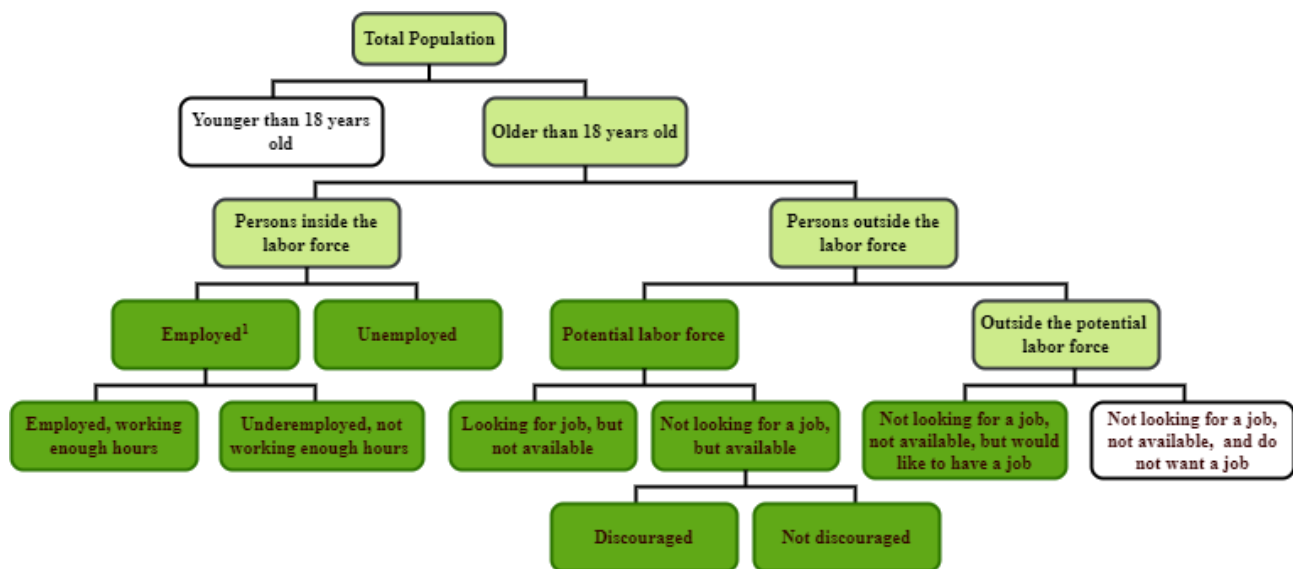 Total Population
Younger than 18 years
old
Older than 18 years old
Persons inside the
labor force
Persons outside the
labor force
Employed1
Unemployed
Potential labor force
Outside the potential
labor force
Employed, working
enough hours
Underemployed, not
working enough hours
Looking for job, but
not available
Not looking for a job,
but available
Not looking for a job,
not available, but would
like to have a job
Not looking for a job,
not available, and do
not want a job
Discouraged
Not discouraged